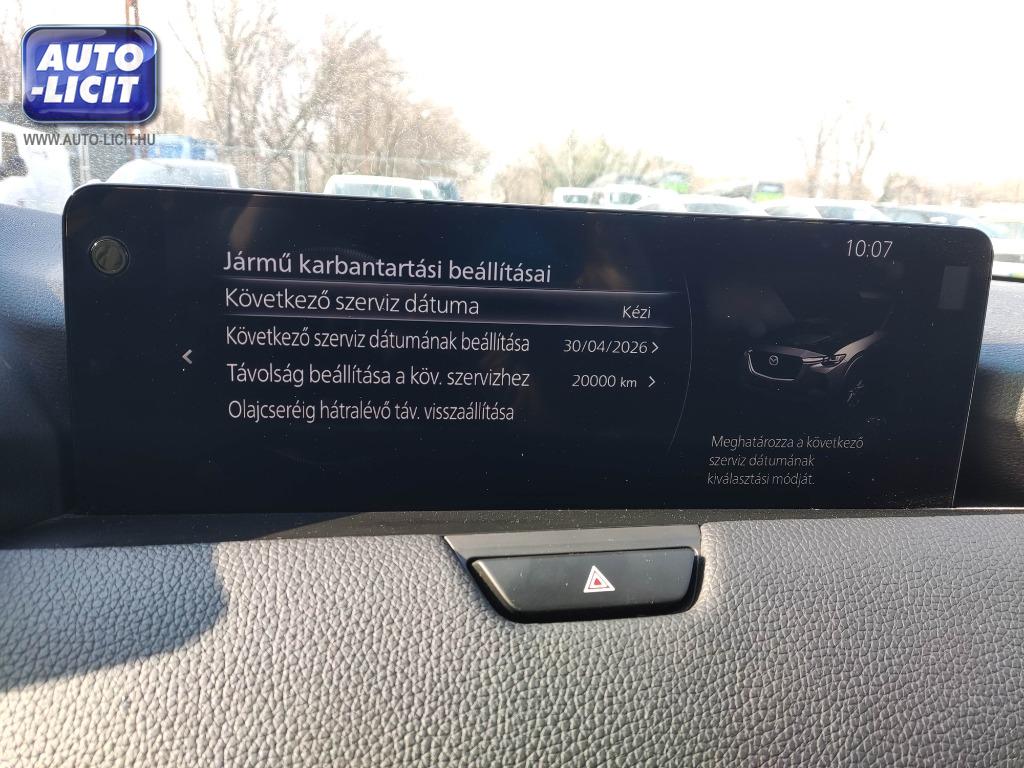 AUTO
-LICIT
WWW.AUTO-LICIT.HU
10:07
Jármű karbantartási beállításai
Következő szerviz dátuma Kézi
Következő szerviz dátumának beállítása 30/04/2026
Távolság beállítása a köv. szervizhez 20000 km
Olajcseréig hátralévő táv. visszaállítása
Meghatározza a következő
szerviz dátumának
kiválasztási módját.